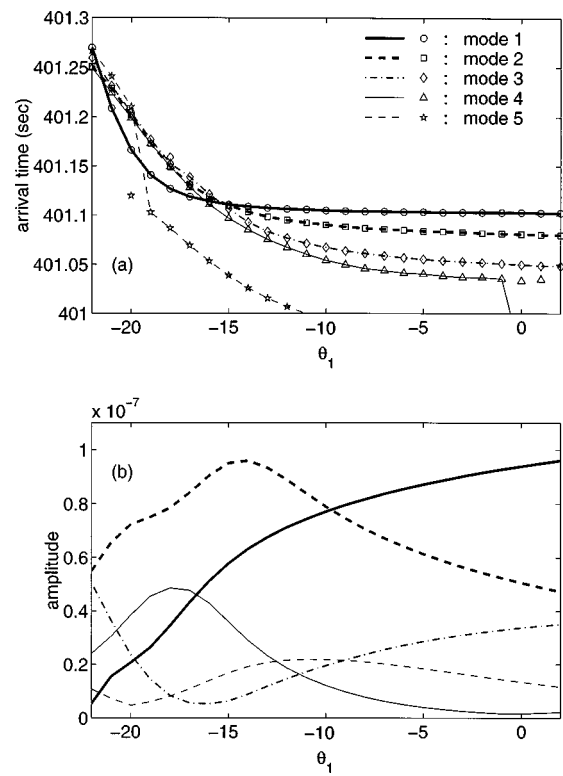 401.3
401.25
401.2
401.15
401.1
401.05
401
arrival time (sec)
(a)
: mode 1
: mode 2
: mode 3
: mode 4
: mode 5
−20 −15 −10 −5 0
θ1
x 10−7
1
0.8
0.6
0.4
0.2
0
amplitude
(b)
−20 −15 −10 −5 0
θ1